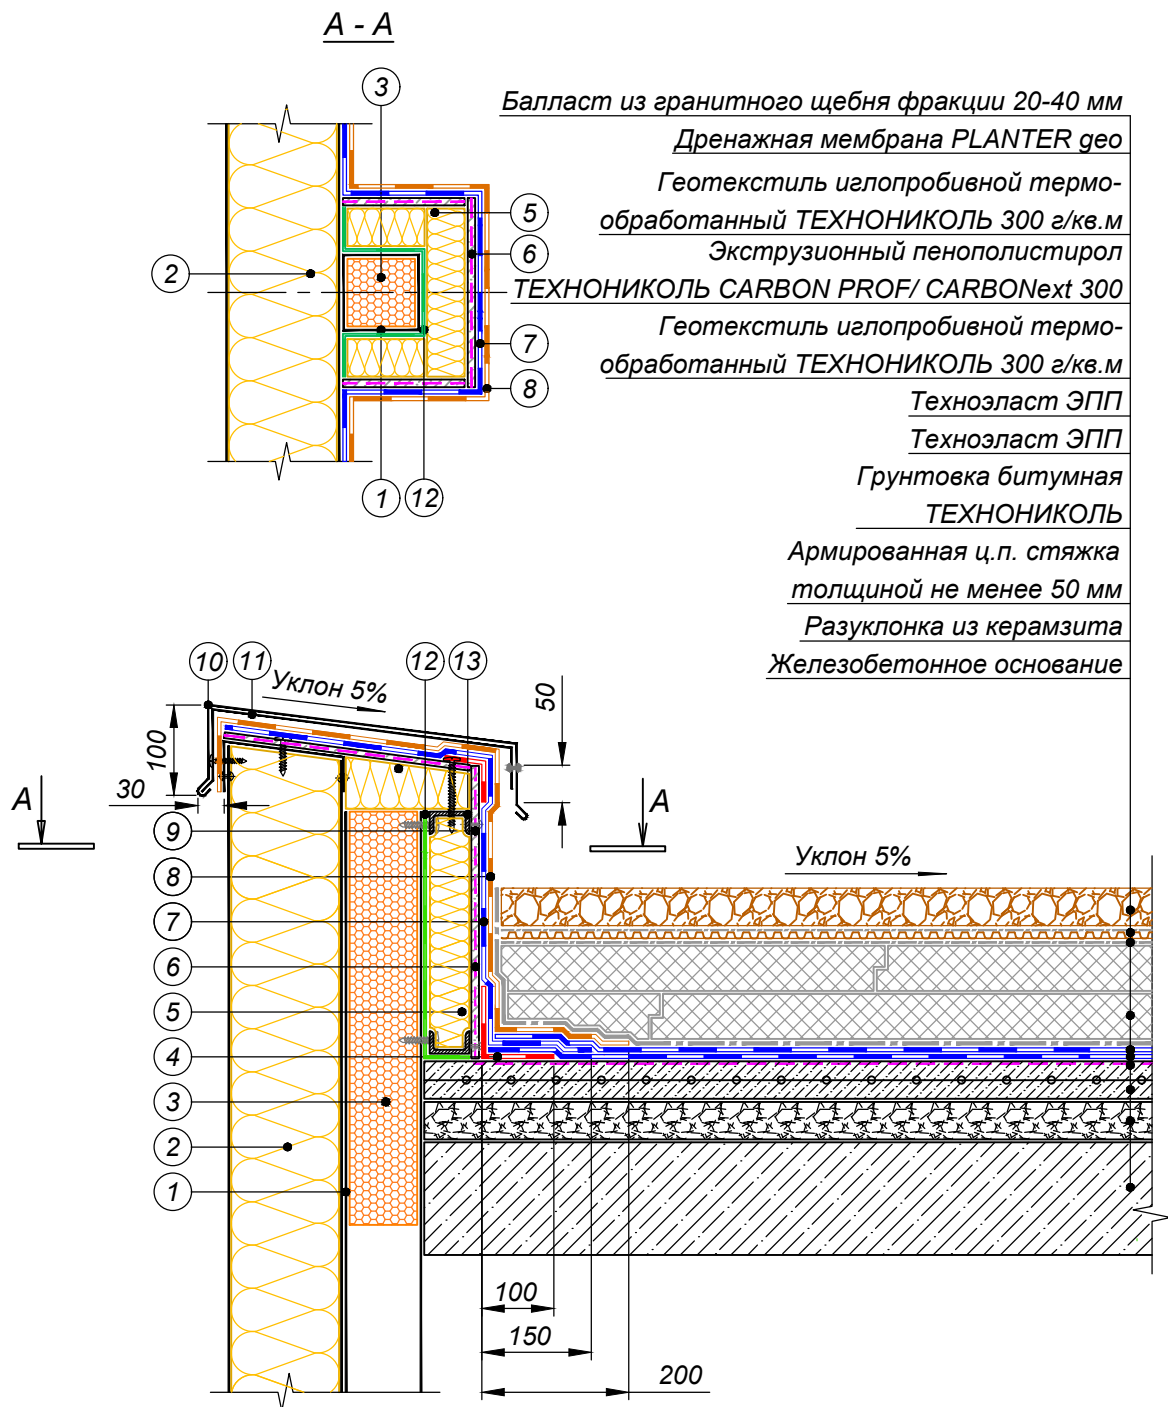 А - А
3
Балласт из гранитного щебня фракции 20-40 мм
Дренажная мембрана PLANTER geo
Геотекстиль иглопробивной термо-
обработанный ТЕХНОНИКОЛЬ 300 г/кв.м
Экструзионный пенополистирол
ТЕХНОНИКОЛЬ CARBON PROF/ CARBONext 300
Геотекстиль иглопробивной термо-
обработанный ТЕХНОНИКОЛЬ 300 г/кв.м
Техноэласт ЭПП
Техноэласт ЭПП
Грунтовка битумная
ТЕХНОНИКОЛЬ
Армированная ц.п. стяжка
толщиной не менее 50 мм
Разуклонка из керамзита
Железобетонное основание
5
6
2
7
8
1 12
10 11
Уклон 5%
12 13
50
100
30
А
А
9
8
7
6
5
4
3
2
1
Уклон 5%
100
150
200